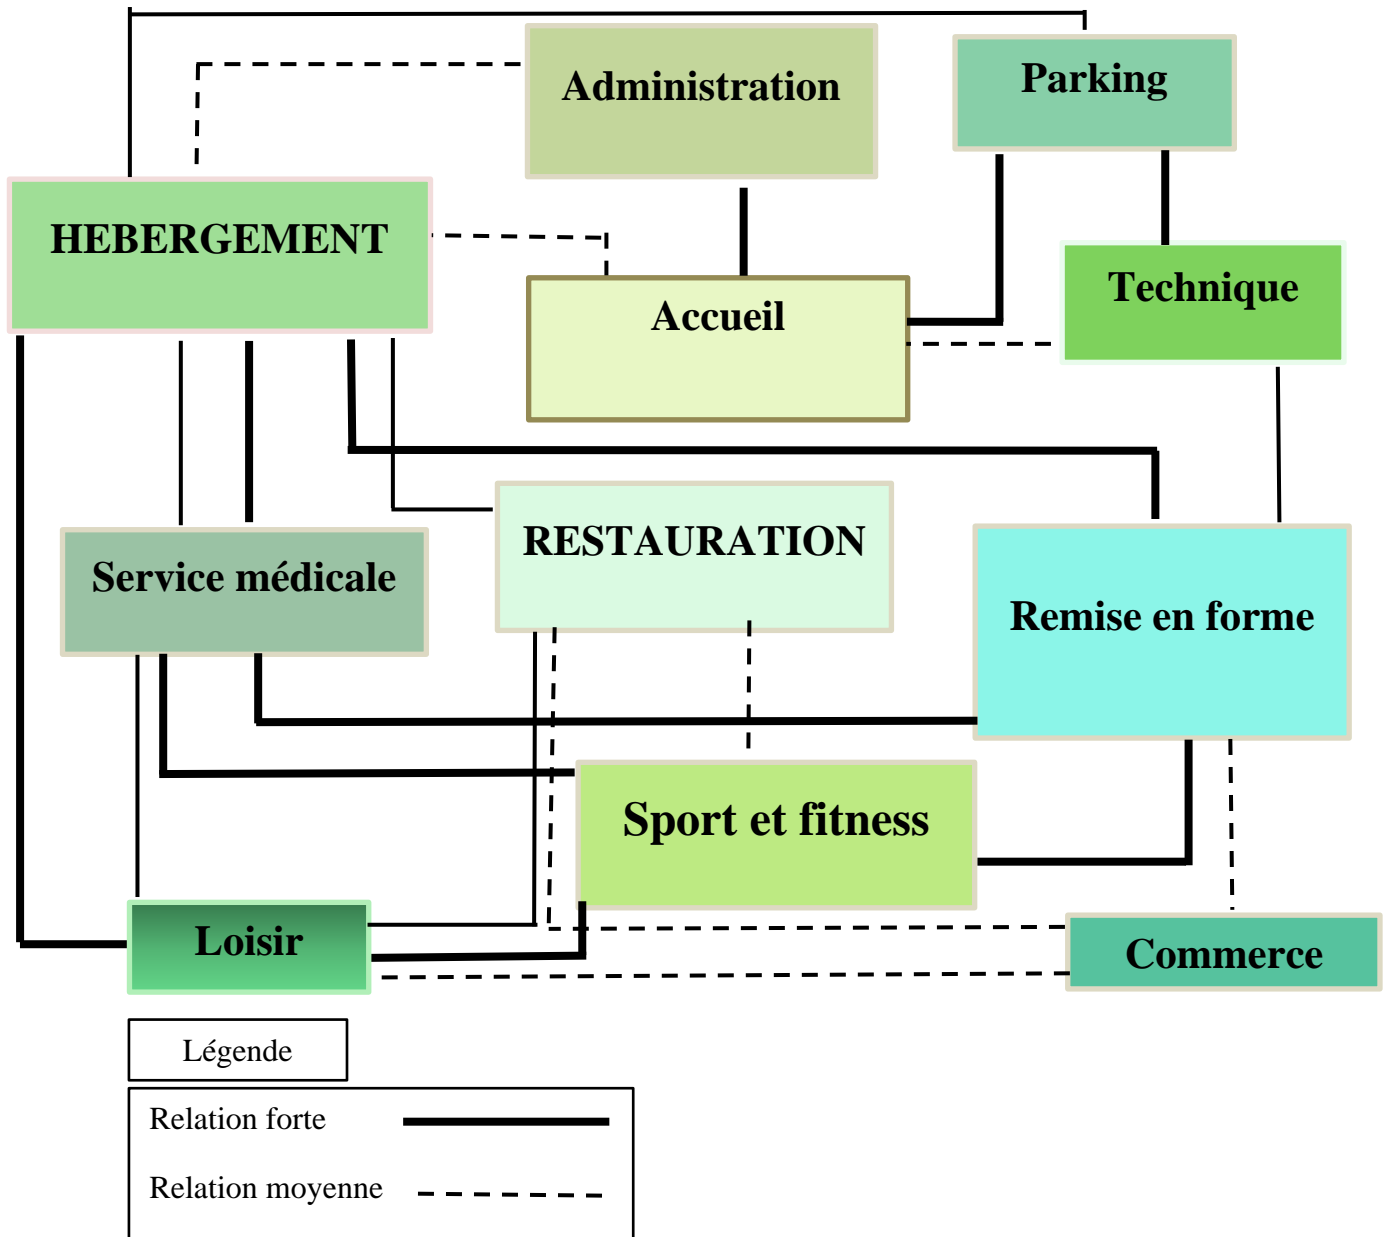 Administration
Parking
HEBERGEMENT
Technique
Accueil
RESTAURATION
Service médicale
Remise en forme
Sport et fitness
Loisir
Commerce
Légende
Relation forte
Relation moyenne